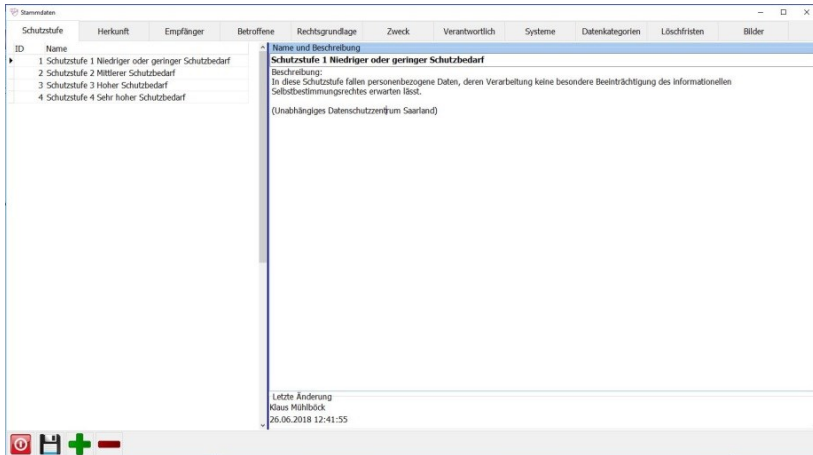 Stammdaten
Schutzstufe Herkunft Empfänger Betroffene Rechtsgrundlage Zweck Verantwortlich Systeme Datenkategorien Löschfristen Bilder
ID Name
1 Schutzstufe 1 Niedriger oder geringer Schutzbedarf
2 Schutzstufe 2 Mittlerer Schutzbedarf
3 Schutzstufe 3 Hoher Schutzbedarf
4 Schutzstufe 4 Sehr hoher Schutzbedarf
Name und Beschreibung
Schutzstufe 1 Niedriger oder geringer Schutzbedarf
Beschreibung:
In diese Schutzstufe fallen personenbezogene Daten, deren Verarbeitung keine besondere Beeinträchtigung des informationellen
Selbstbestimmungsrechtes erwarten lässt.
(Unabhängiges Datenschutzzentrum Saarland)
Letzte Änderung
Klaus Mühlböck
26.06.2018 12:41:55